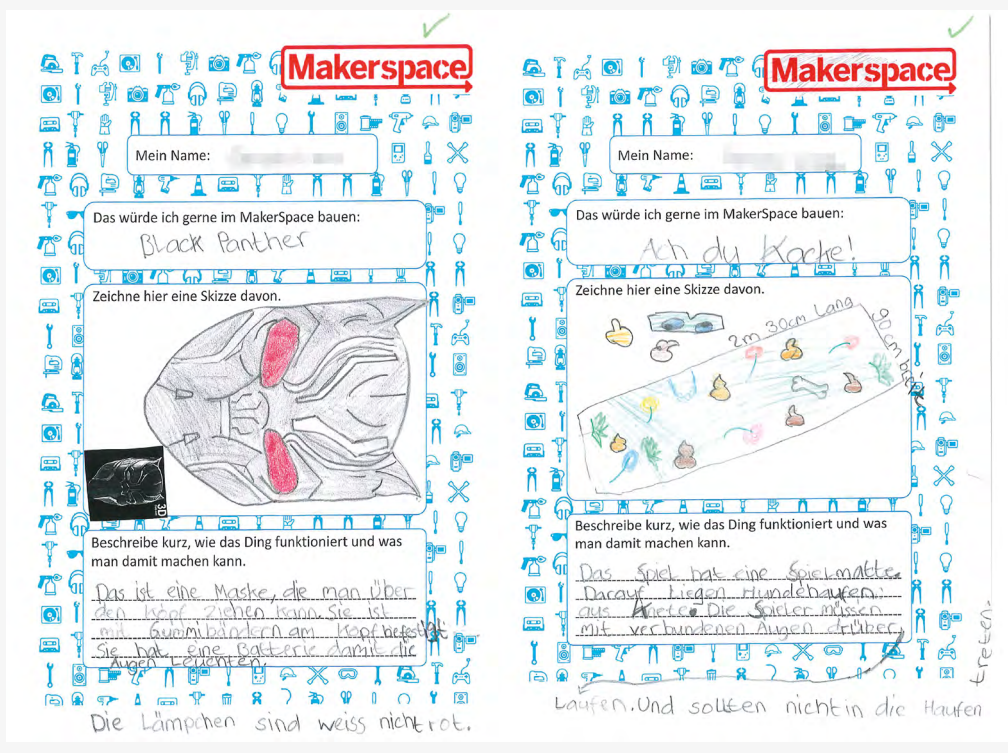 Makerspace
Mein Name:
Das würde ich gerne im MakerSpace bauen:
Black Panther
Zeichne hier eine Skizze davon.
3D
Beschreibe kurz, wie das Ding funktioniert und was
man damit machen kann.
Das ist eine Maske, die man über
den Kopf ziehen kann. Sie ist
mit Gummibändern am Kopf befestigt
Sie hat eine Batterie damit die
Augen Leuchten.
Die Lämpchen sind weiss nicht rot.
Makerspace
Mein Name:
Das würde ich gerne im MakerSpace bauen:
Ach du Kacke!
Zeichne hier eine Skizze davon.
2m 30cm Lang
90 cm breit
Beschreibe kurz, wie das Ding funktioniert und was
man damit machen kann.
Das Spiel hat eine Spielmatte.
Darauf Liegen Hundehaufen.
aus Knete. Die Spieler müssen
mit verbundenen Augen drüber
Laufen. Und sollten nicht in die Haufen
treten.